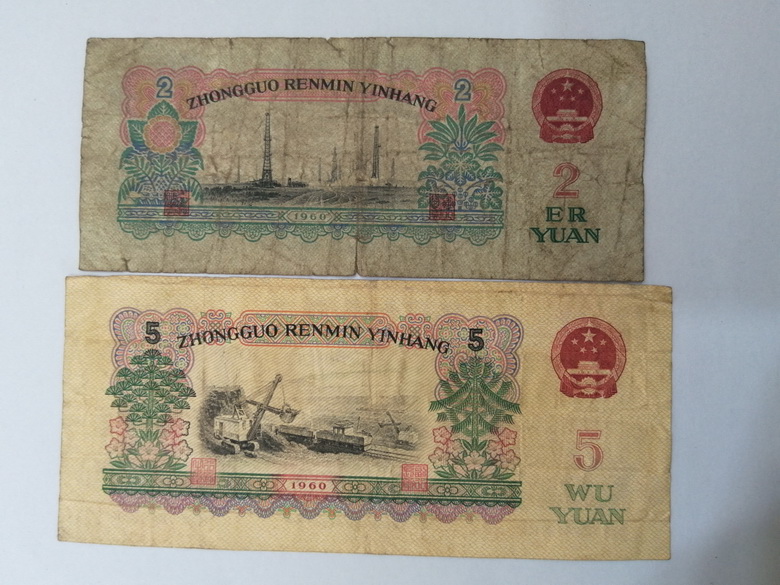 2 ZHONGGUO RENMIN YINHANG 2
2
ER
YUAN
1960
5 ZHONGGUO RENMIN YINHANG 5
5
WU
YUAN
1960